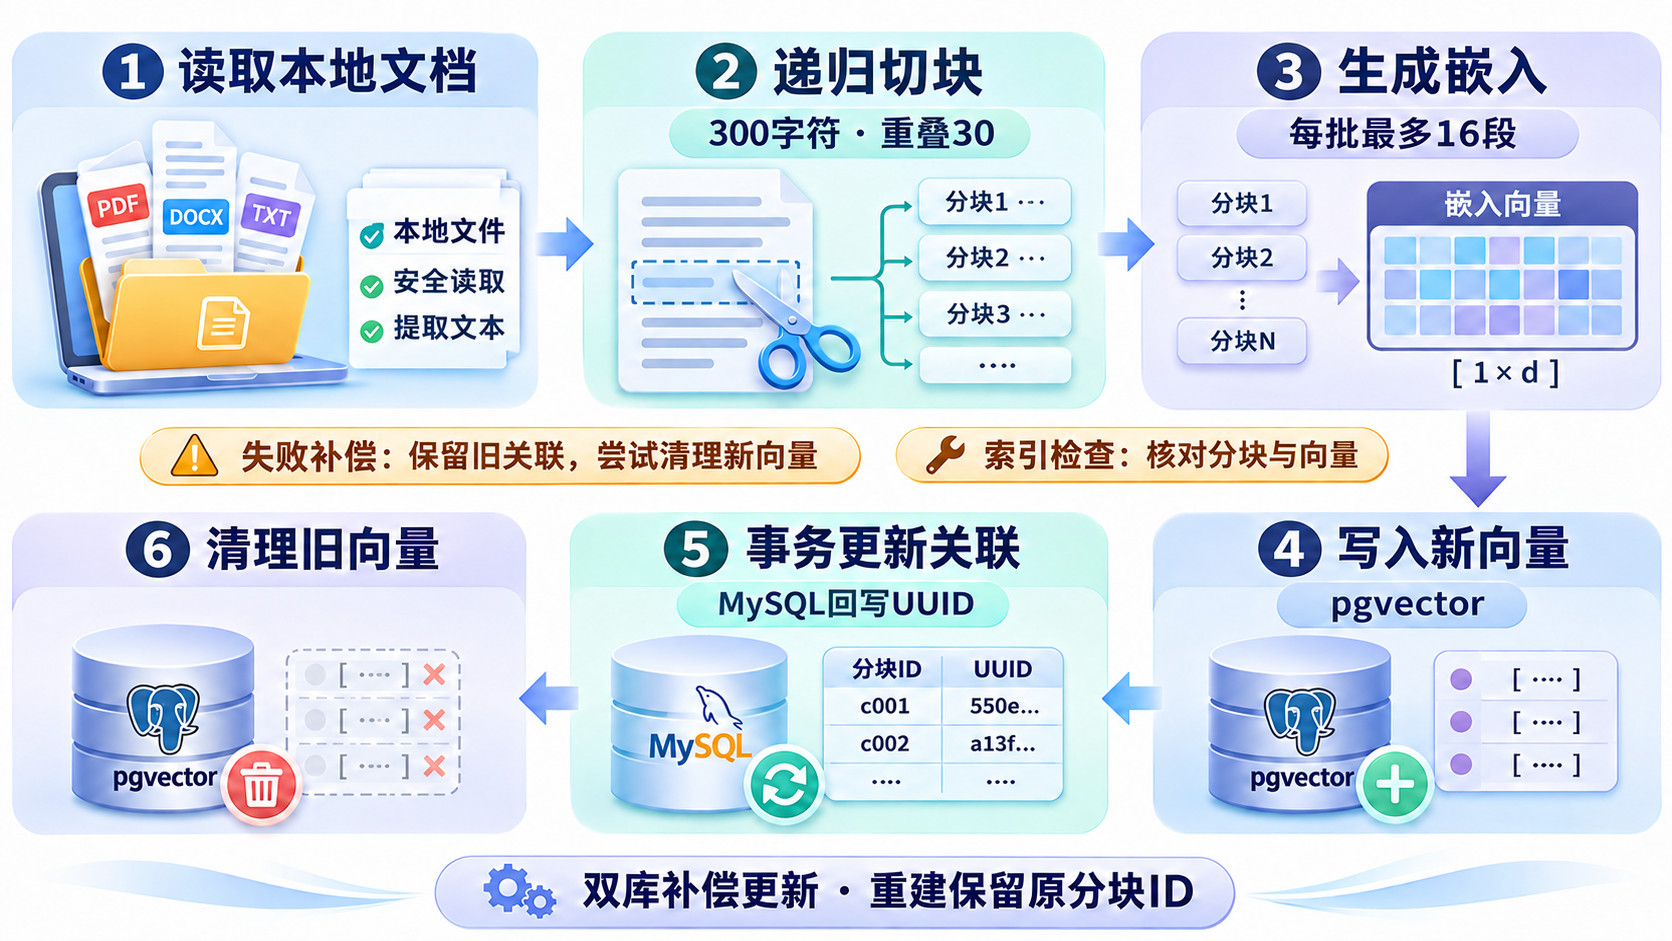 1 读取本地文档
PDF
DOCX
TXT
本地文件
安全读取
提取文本
2 递归切块
300字符 · 重叠30
分块1 ...
分块2 ...
分块3 ...
....
3 生成嵌入
每批最多16段
分块1
分块2
⋮
分块N
嵌入向量
[ 1 × d ]
失败补偿：保留旧关联，尝试清理新向量
索引检查：核对分块与向量
6 清理旧向量
pgvector
[ .... ] ×
[ .... ] ×
[ .... ] ×
5 事务更新关联
MySQL回写UUID
MySQL
分块ID UUID
c001 550e...
c002 a13f...
.... ....
4 写入新向量
pgvector
pgvector
[ .... ]
[ .... ]
[ .... ]
双库补偿更新 · 重建保留原分块ID